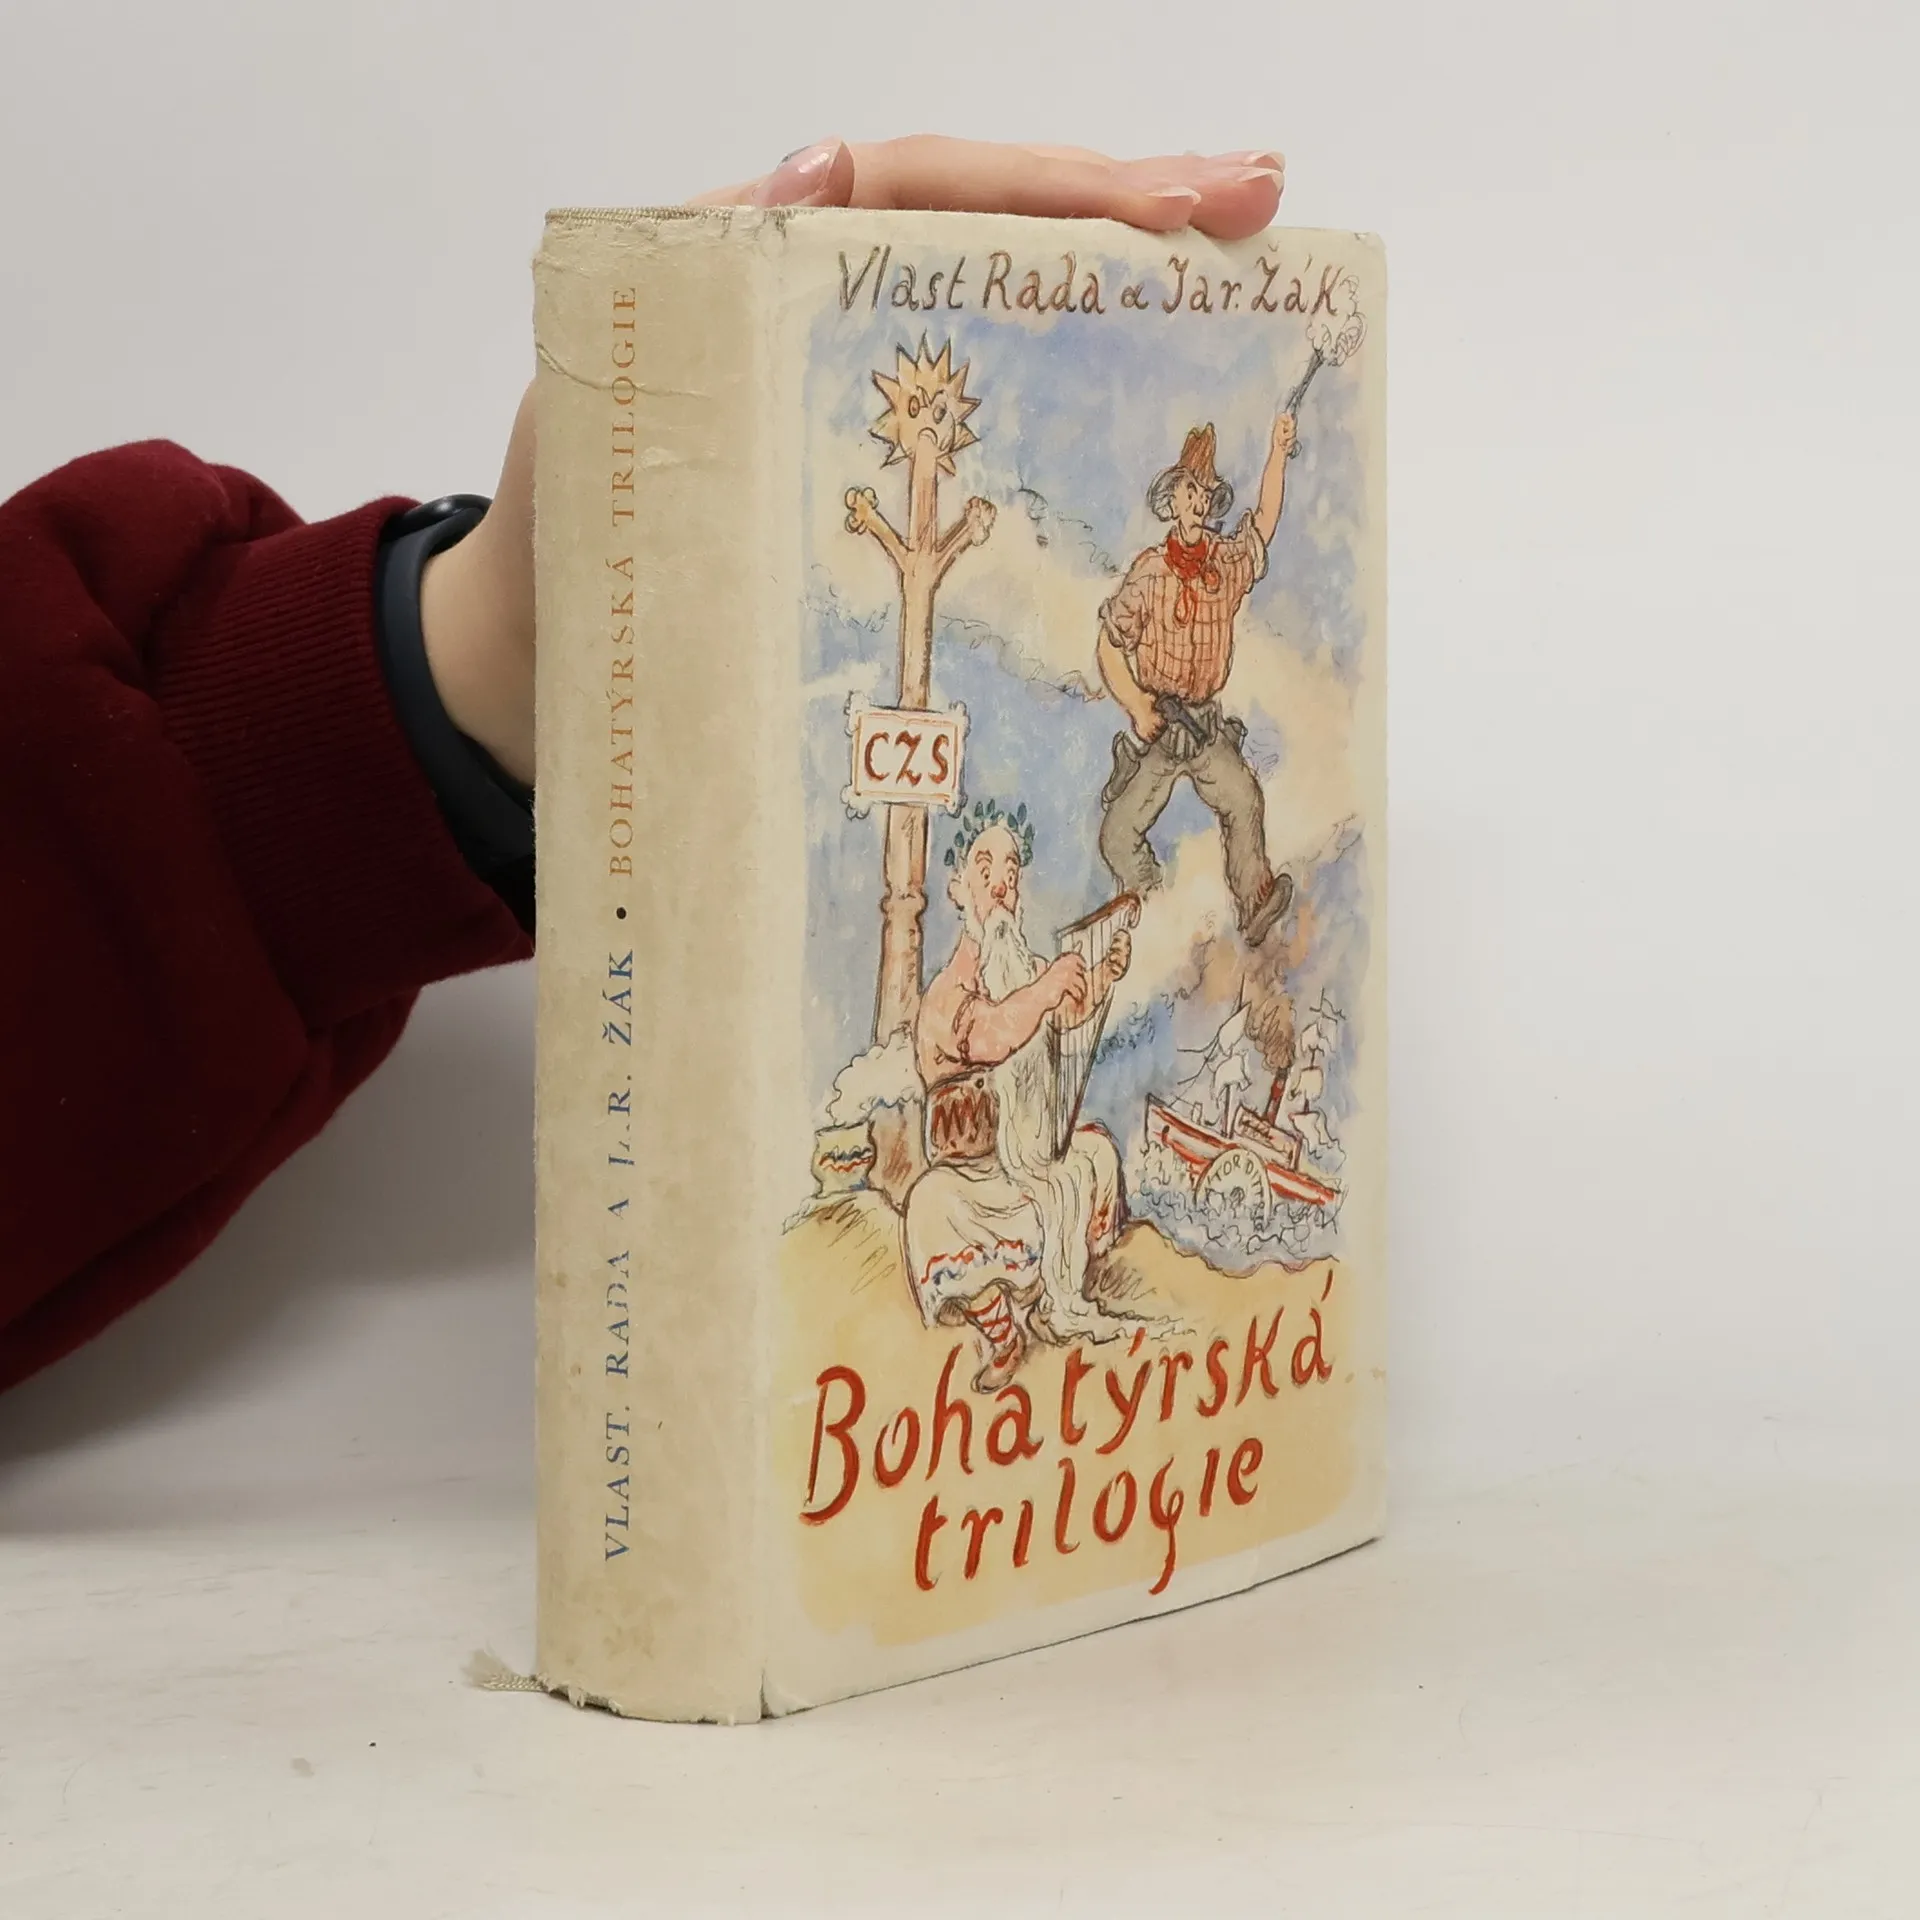 VLAST. RADA A J.R. ŽÁK • BOHATÝRSKÁ TRILOGIE
Vlast Rada a Jar. Žák
CZS
Bohatýrská
trilogie